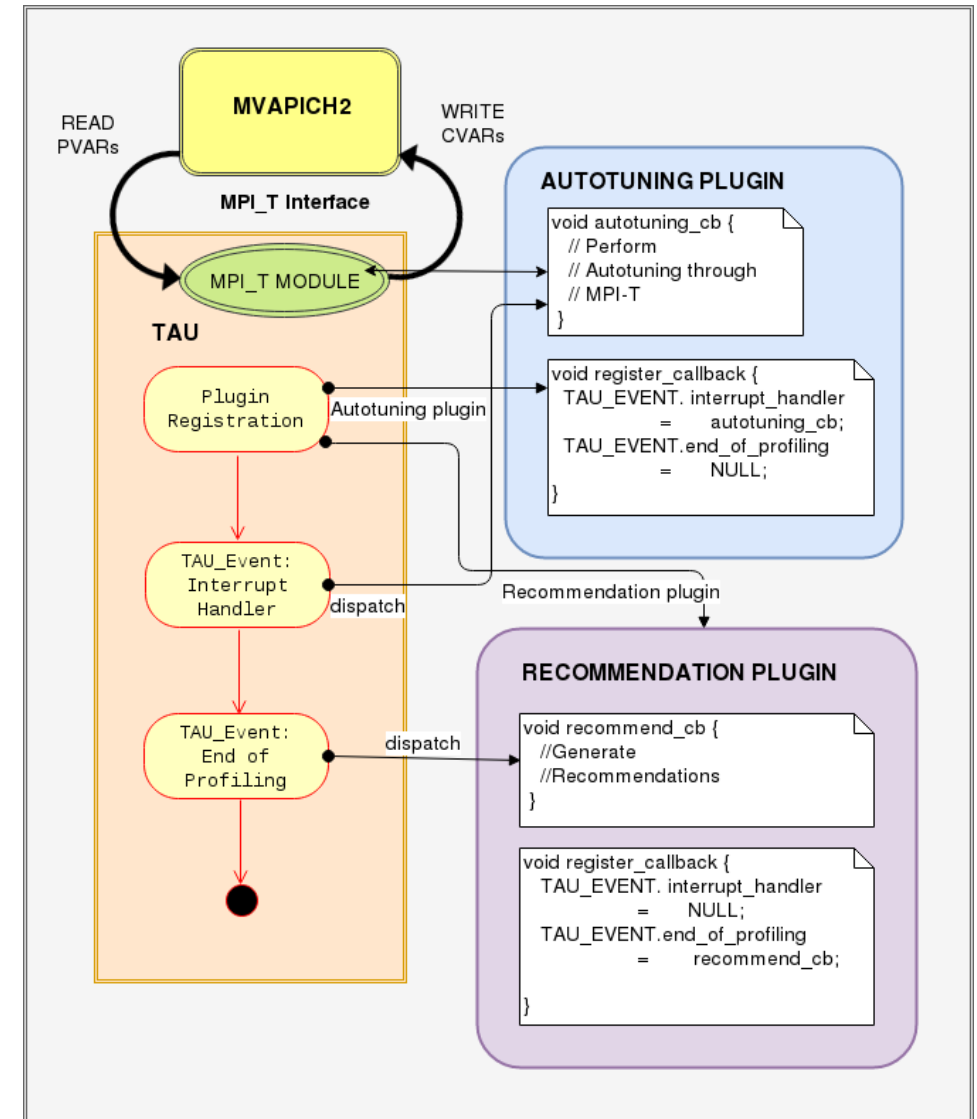 MVAPICH2
READ
PVARs
WRITE
CVARs
MPI_T Interface
MPI_T MODULE
TAU
Plugin
Registration
Autotuning plugin
TAU_Event:
Interrupt
Handler
dispatch
TAU_Event:
End of
Profiling
dispatch
Recommendation plugin
AUTOTUNING PLUGIN
void autotuning_cb {
// Perform
// Autotuning through
// MPI-T
}
void register_callback {
TAU_EVENT. interrupt_handler
= autotuning_cb;
TAU_EVENT.end_of_profiling
= NULL;
}
RECOMMENDATION PLUGIN
void recommend_cb {
//Generate
//Recommendations
}
void register_callback {
TAU_EVENT. interrupt_handler
= NULL;
TAU_EVENT.end_of_profiling
= recommend_cb;
}